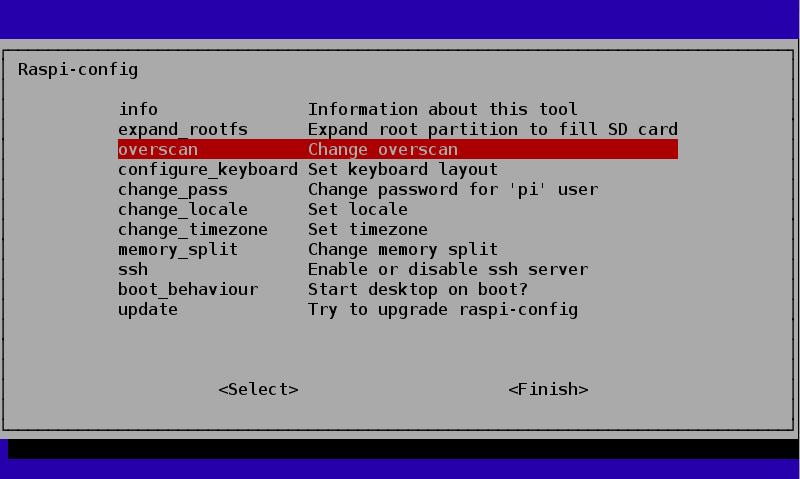 Raspi-config
info Information about this tool
expand_rootfs Expand root partition to fill SD card
overscan Change overscan
configure_keyboard Set keyboard layout
change_pass Change password for 'pi' user
change_locale Set locale
change_timezone Set timezone
memory_split Change memory split
ssh Enable or disable ssh server
boot_behaviour Start desktop on boot?
update Try to upgrade raspi-config
<Select> <Finish>